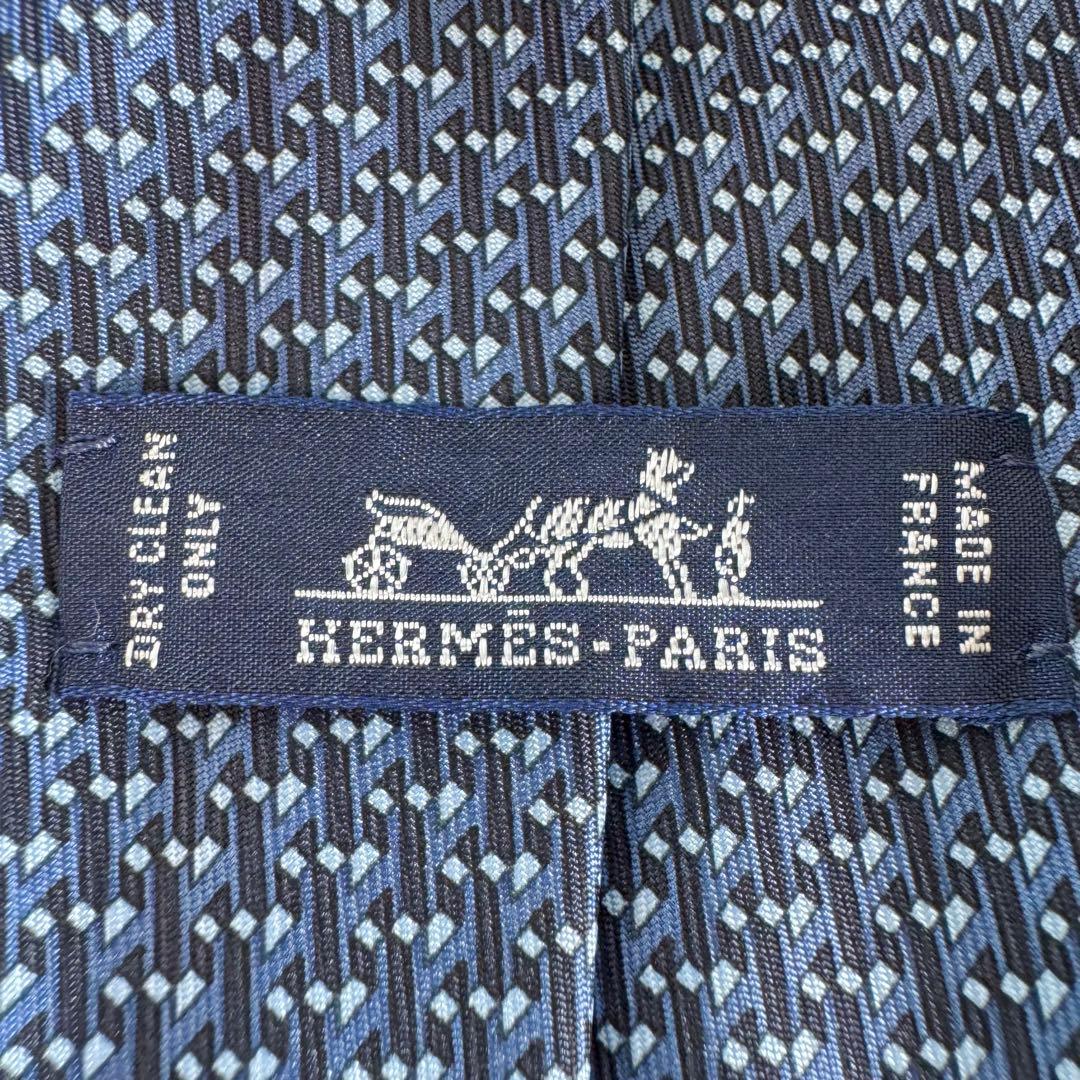 DRY CLEAN
ONLY
HERMÈS-PARIS
MADE IN
FRANCE